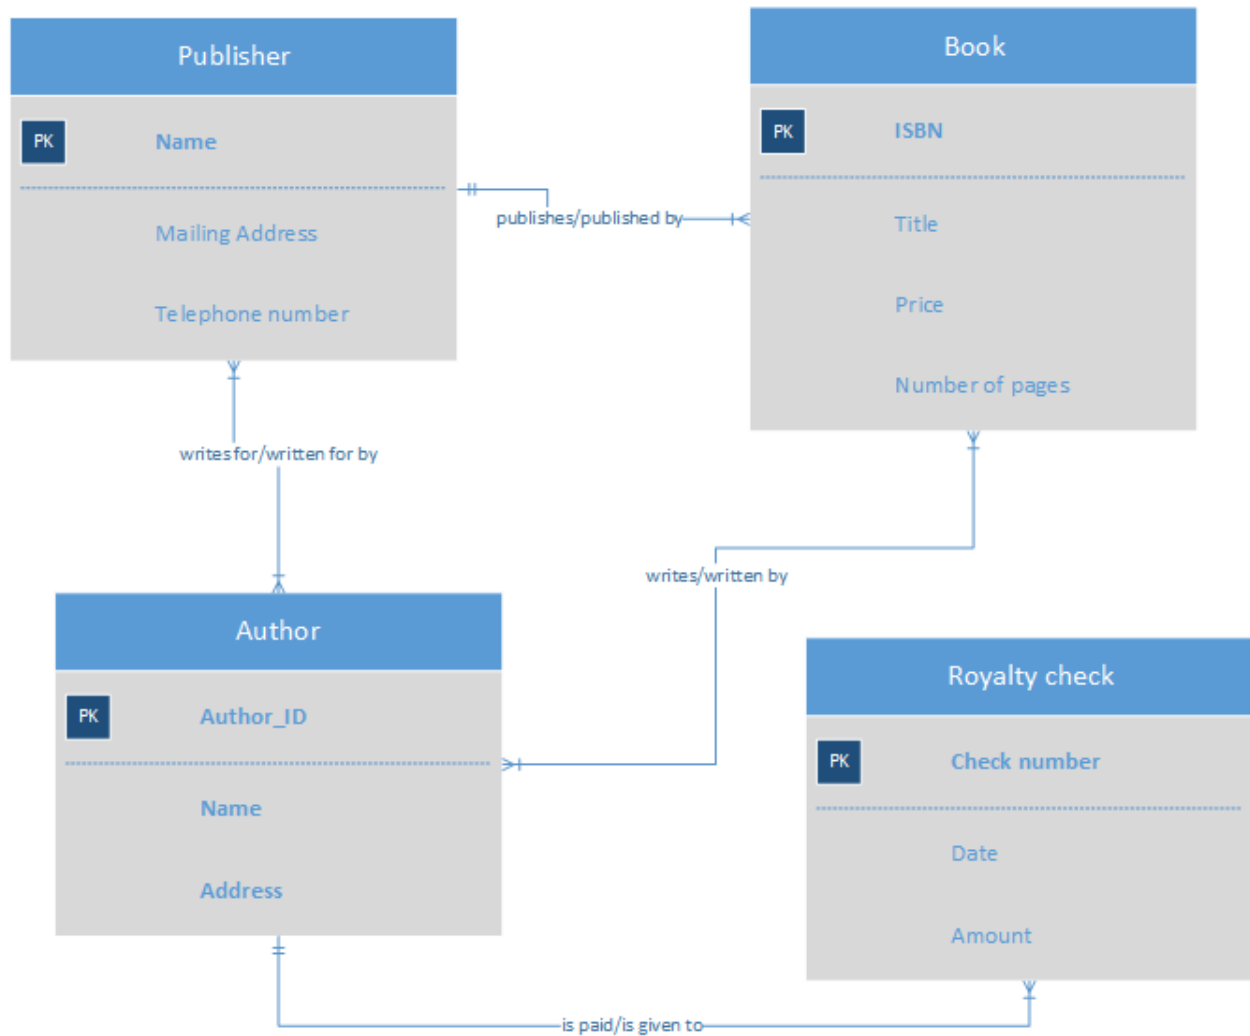 Publisher
PK Name
Mailing Address
Telephone number
Book
PK ISBN
Title
Price
Number of pages
publishes/published by
writes for/written for by
writes/written by
Author
PK Author_ID
Name
Address
Royalty check
PK Check number
Date
Amount
is paid/is given to